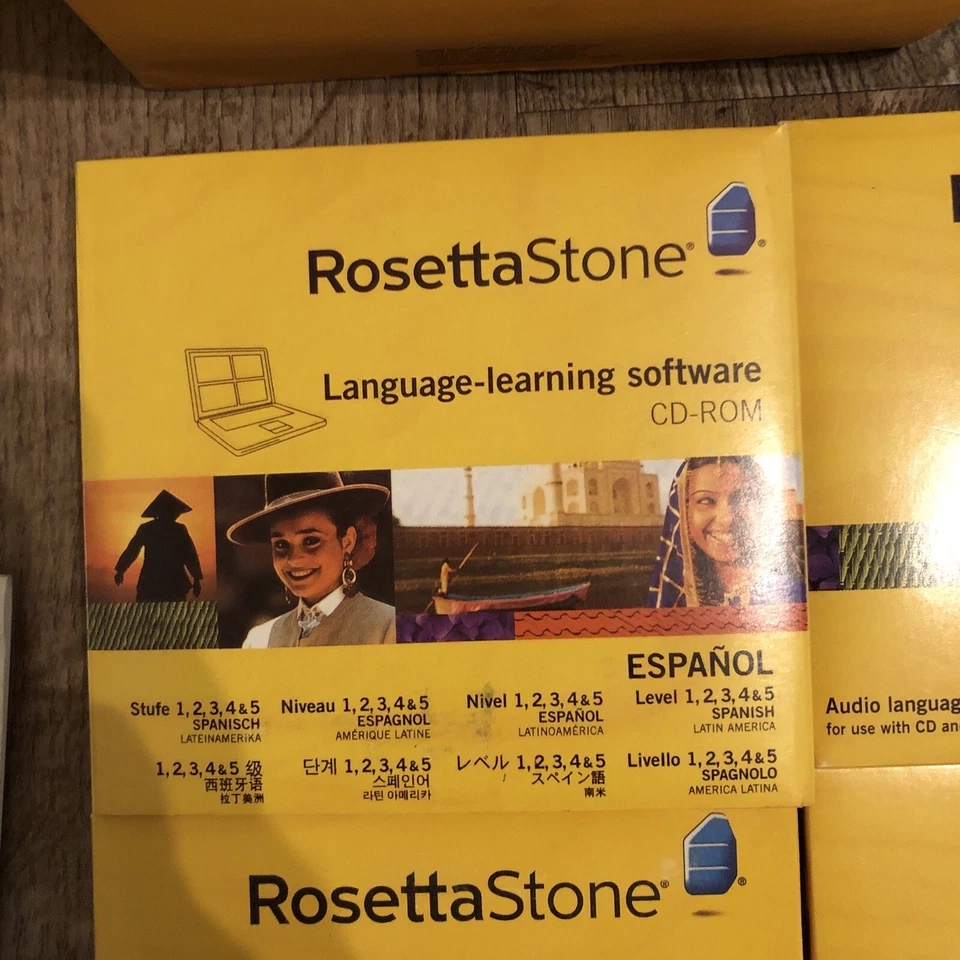 RosettaStone®
®
Language-learning software
CD-ROM
ESPAÑOL
Stufe 1, 2, 3, 4 & 5
SPANISCH
LATEINAMERIKA
Niveau 1, 2, 3, 4 & 5
ESPAGNOL
AMÉRIQUE LATINE
Nivel 1, 2, 3, 4 & 5
ESPAÑOL
LATINOAMÉRICA
Level 1, 2, 3, 4 & 5
SPANISH
LATIN AMERICA
1, 2, 3, 4 & 5 级
西班牙语
拉丁美洲
단계 1, 2, 3, 4 & 5
스페인어
라틴 아메리카
レベル 1, 2, 3, 4 & 5
スペイン語
南米
Livello 1, 2, 3, 4 & 5
SPAGNOLO
AMERICA LATINA
Audio languag
for use with CD an
RosettaStone®
®